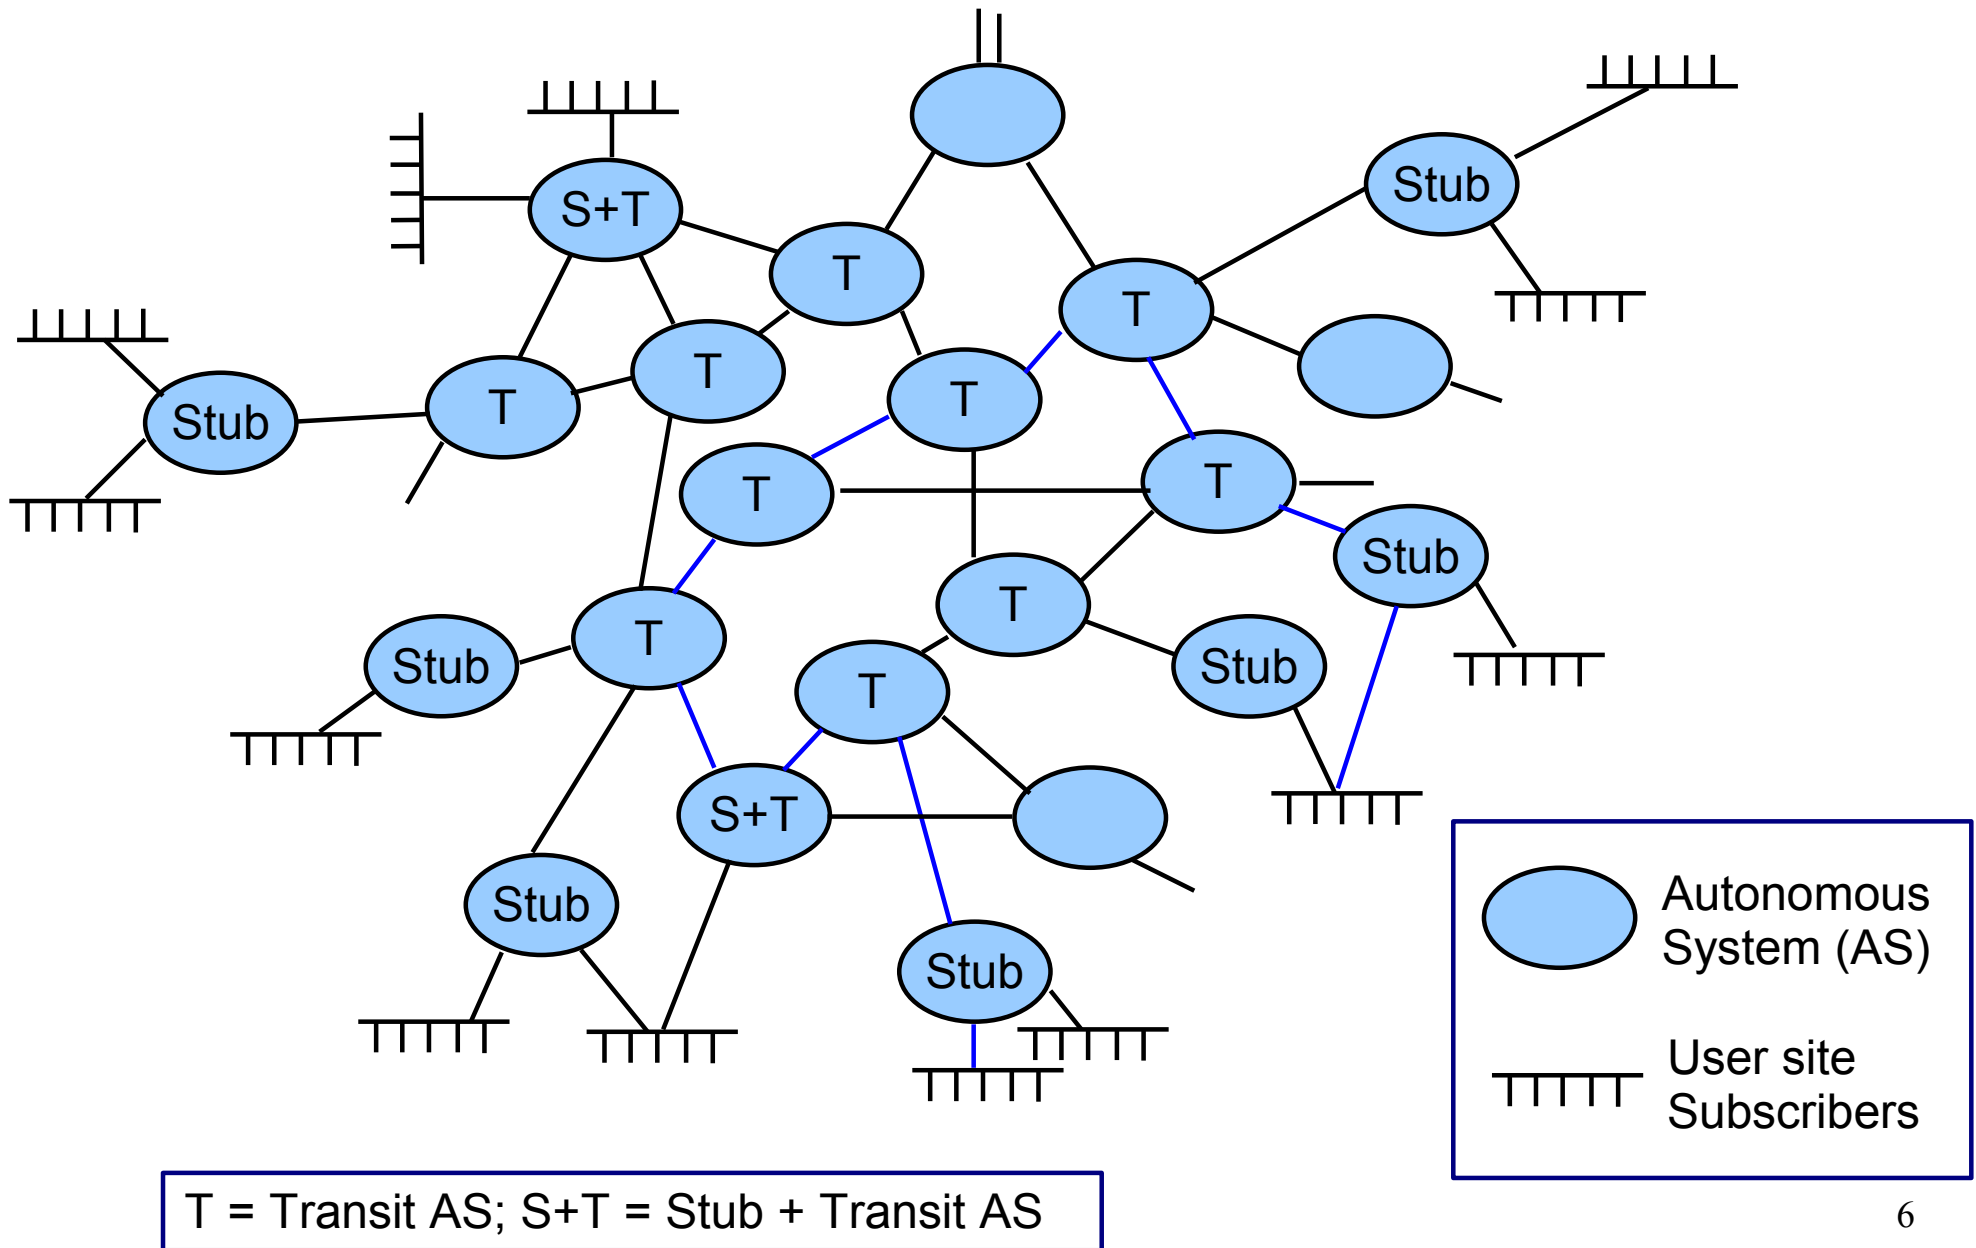 S+T
Stub
T
T
T
T
Stub
T
T
T
Stub
T
Stub
T
Stub
T
S+T
Stub
Stub
Autonomous
System (AS)
User site
Subscribers
T = Transit AS; S+T = Stub + Transit AS
6